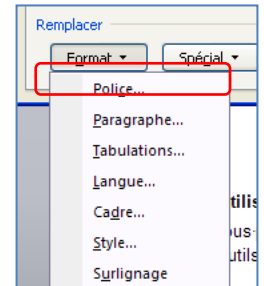 Remplacer
Format Spécial
Police...
Paragraphe...
Tabulations...
Langue...
Cadre...
Style...
Surlignage